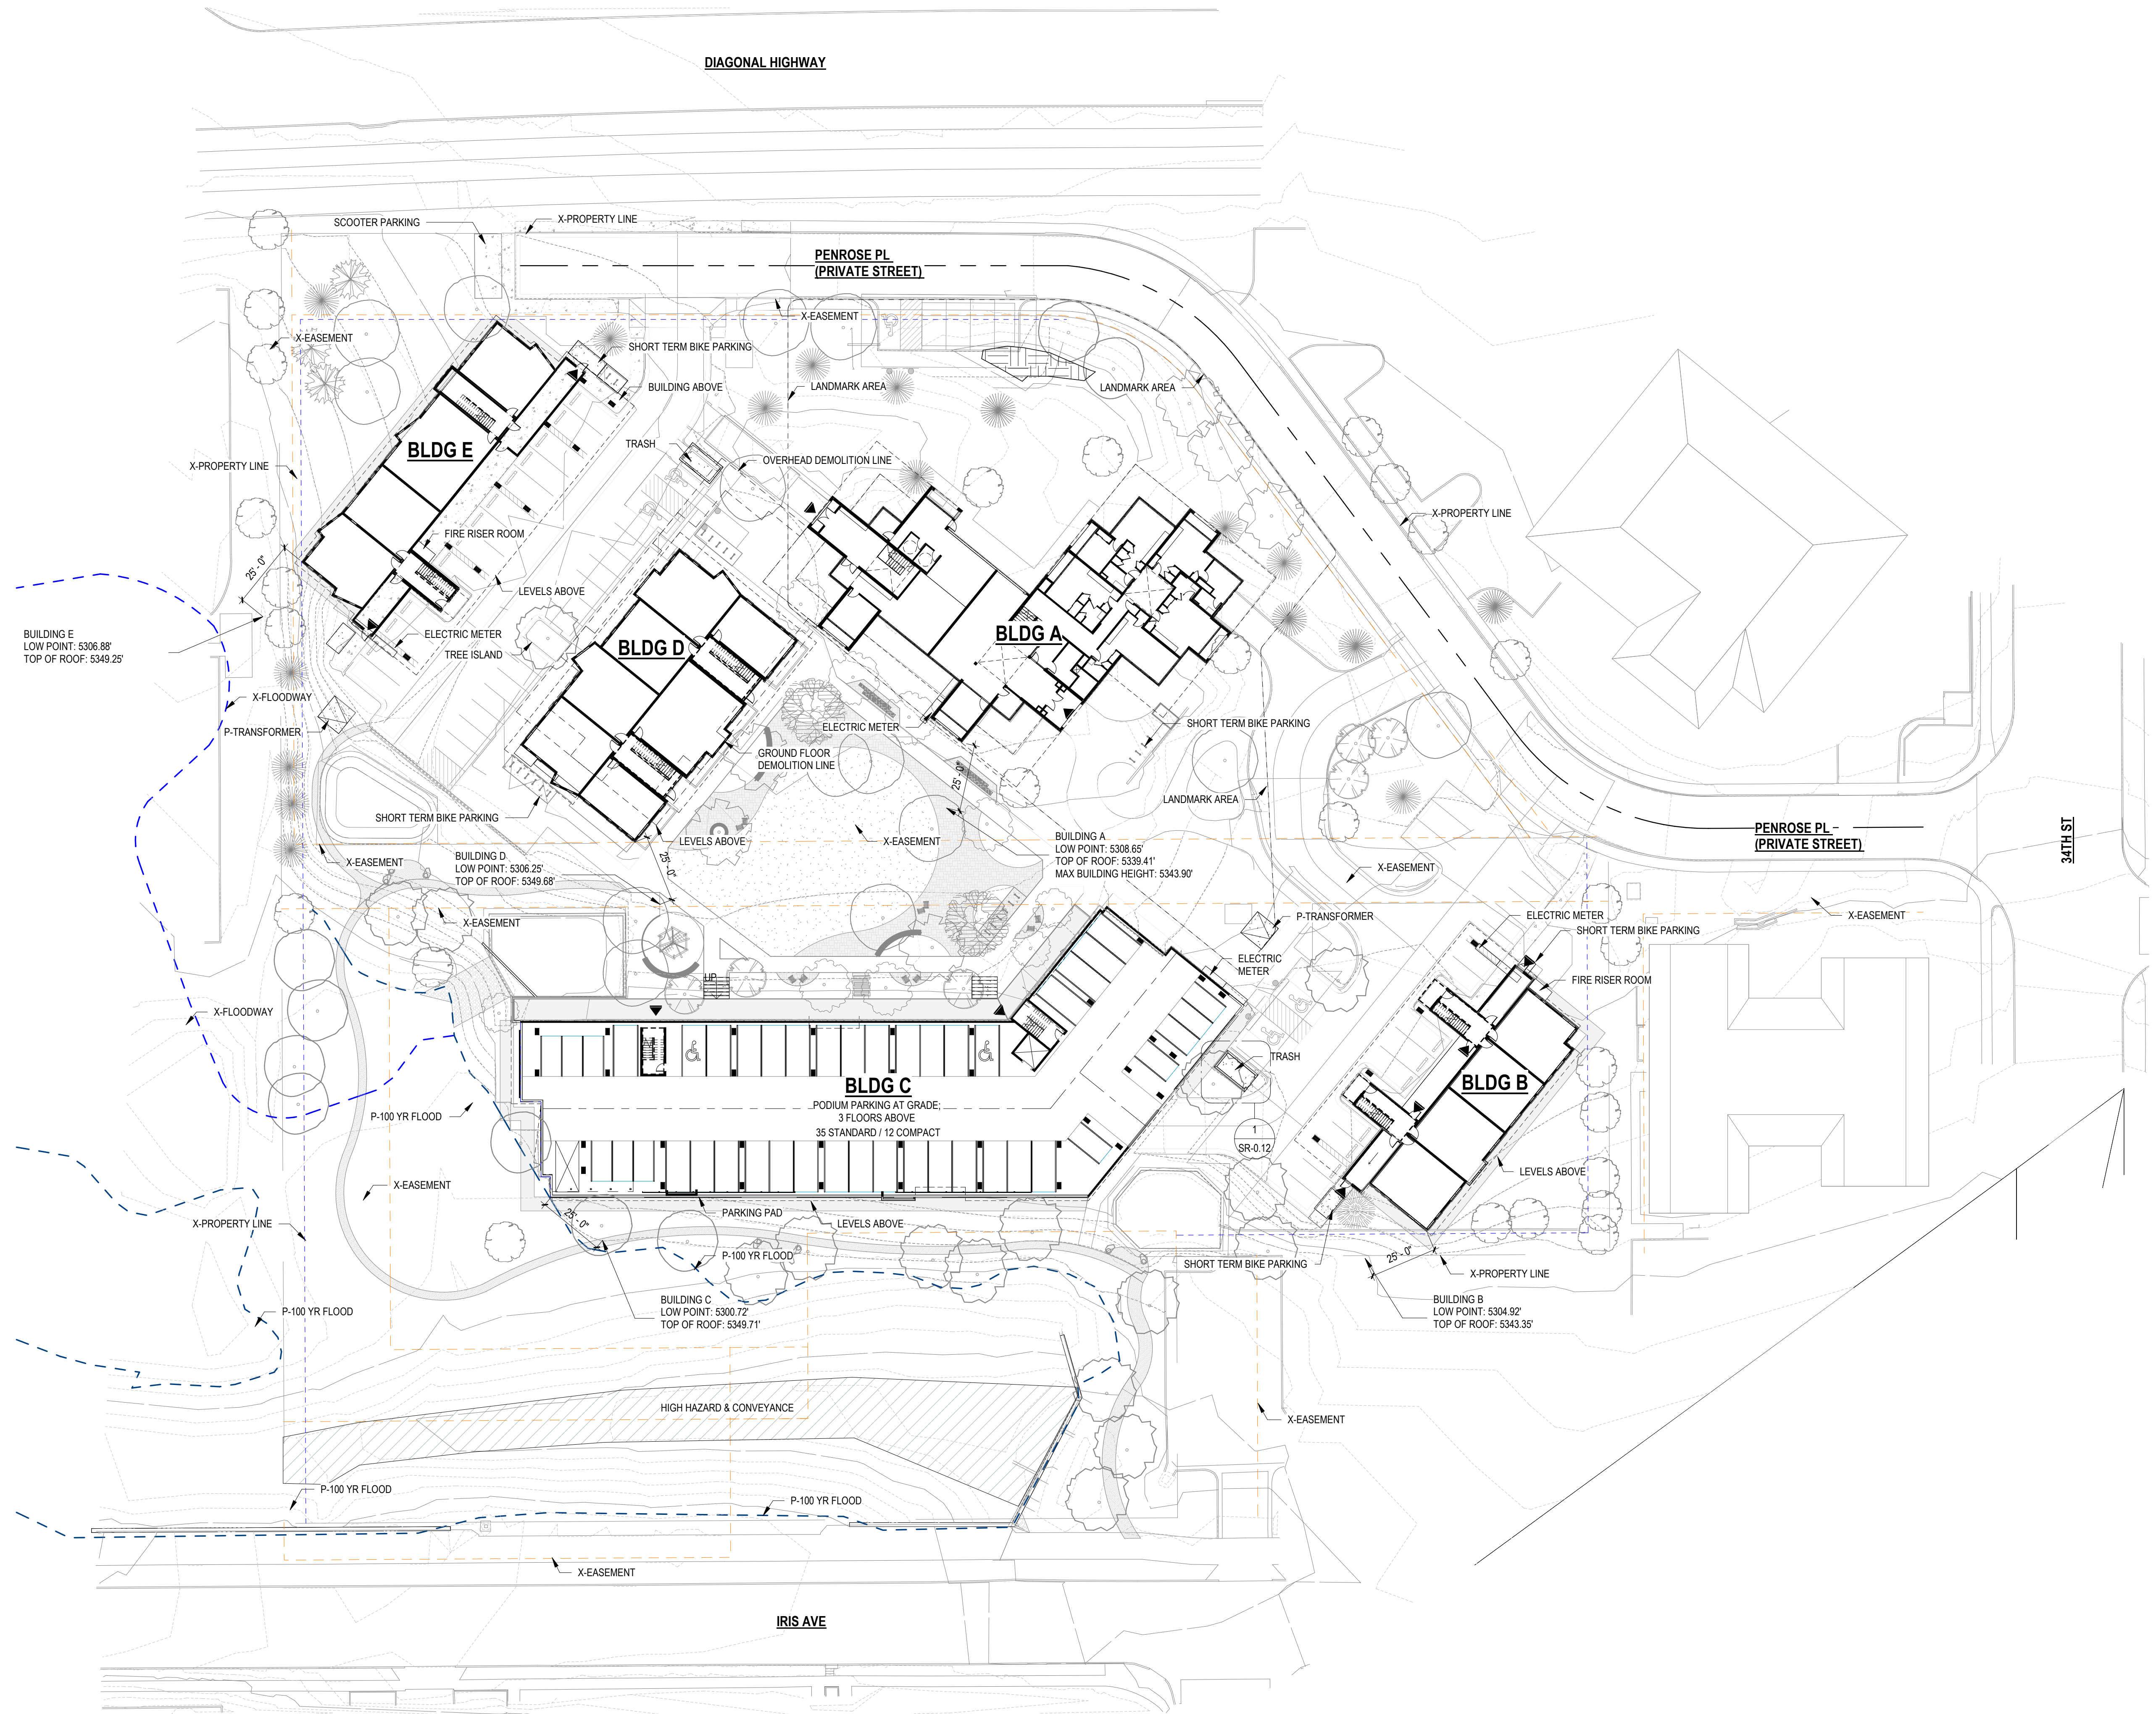 DIAGONAL HIGHWAY
SCOOTER PARKING
X-PROPERTY LINE
PENROSE PL
(PRIVATE STREET)
X-EASEMENT
X-EASEMENT
SHORT TERM BIKE PARKING
BUILDING ABOVE
LANDMARK AREA
LANDMARK AREA
TRASH
BLDG E
X-PROPERTY LINE
OVERHEAD DEMOLITION LINE
X-PROPERTY LINE
FIRE RISER ROOM
25' - 0"
LEVELS ABOVE
BUILDING E
LOW POINT: 5306.88'
TOP OF ROOF: 5349.25'
ELECTRIC METER
TREE ISLAND
BLDG D
BLDG A
X-FLOODWAY
P-TRANSFORMER
ELECTRIC METER
SHORT TERM BIKE PARKING
GROUND FLOOR
DEMOLITION LINE
25' - 0"
LANDMARK AREA
SHORT TERM BIKE PARKING
LEVELS ABOVE
X-EASEMENT
PENROSE PL
(PRIVATE STREET)
34TH ST
BUILDING A
LOW POINT: 5308.65'
TOP OF ROOF: 5339.41'
MAX BUILDING HEIGHT: 5343.90'
X-EASEMENT
BUILDING D
LOW POINT: 5306.25'
TOP OF ROOF: 5349.68'
25' - 0"
X-EASEMENT
X-EASEMENT
P-TRANSFORMER
ELECTRIC METER
X-EASEMENT
SHORT TERM BIKE PARKING
ELECTRIC
METER
UP
FIRE RISER ROOM
X-FLOODWAY
TRASH
BLDG C
BLDG B
PODIUM PARKING AT GRADE;
3 FLOORS ABOVE
35 STANDARD / 12 COMPACT
P-100 YR FLOOD
1
SR-0.12
LEVELS ABOVE
X-EASEMENT
PARKING PAD
LEVELS ABOVE
X-PROPERTY LINE
25' - 0"
P-100 YR FLOOD
SHORT TERM BIKE PARKING
25' - 0"
X-PROPERTY LINE
BUILDING C
LOW POINT: 5300.72'
TOP OF ROOF: 5349.71'
BUILDING B
LOW POINT: 5304.92'
TOP OF ROOF: 5343.35'
P-100 YR FLOOD
HIGH HAZARD & CONVEYANCE
X-EASEMENT
P-100 YR FLOOD
P-100 YR FLOOD
X-EASEMENT
IRIS AVE